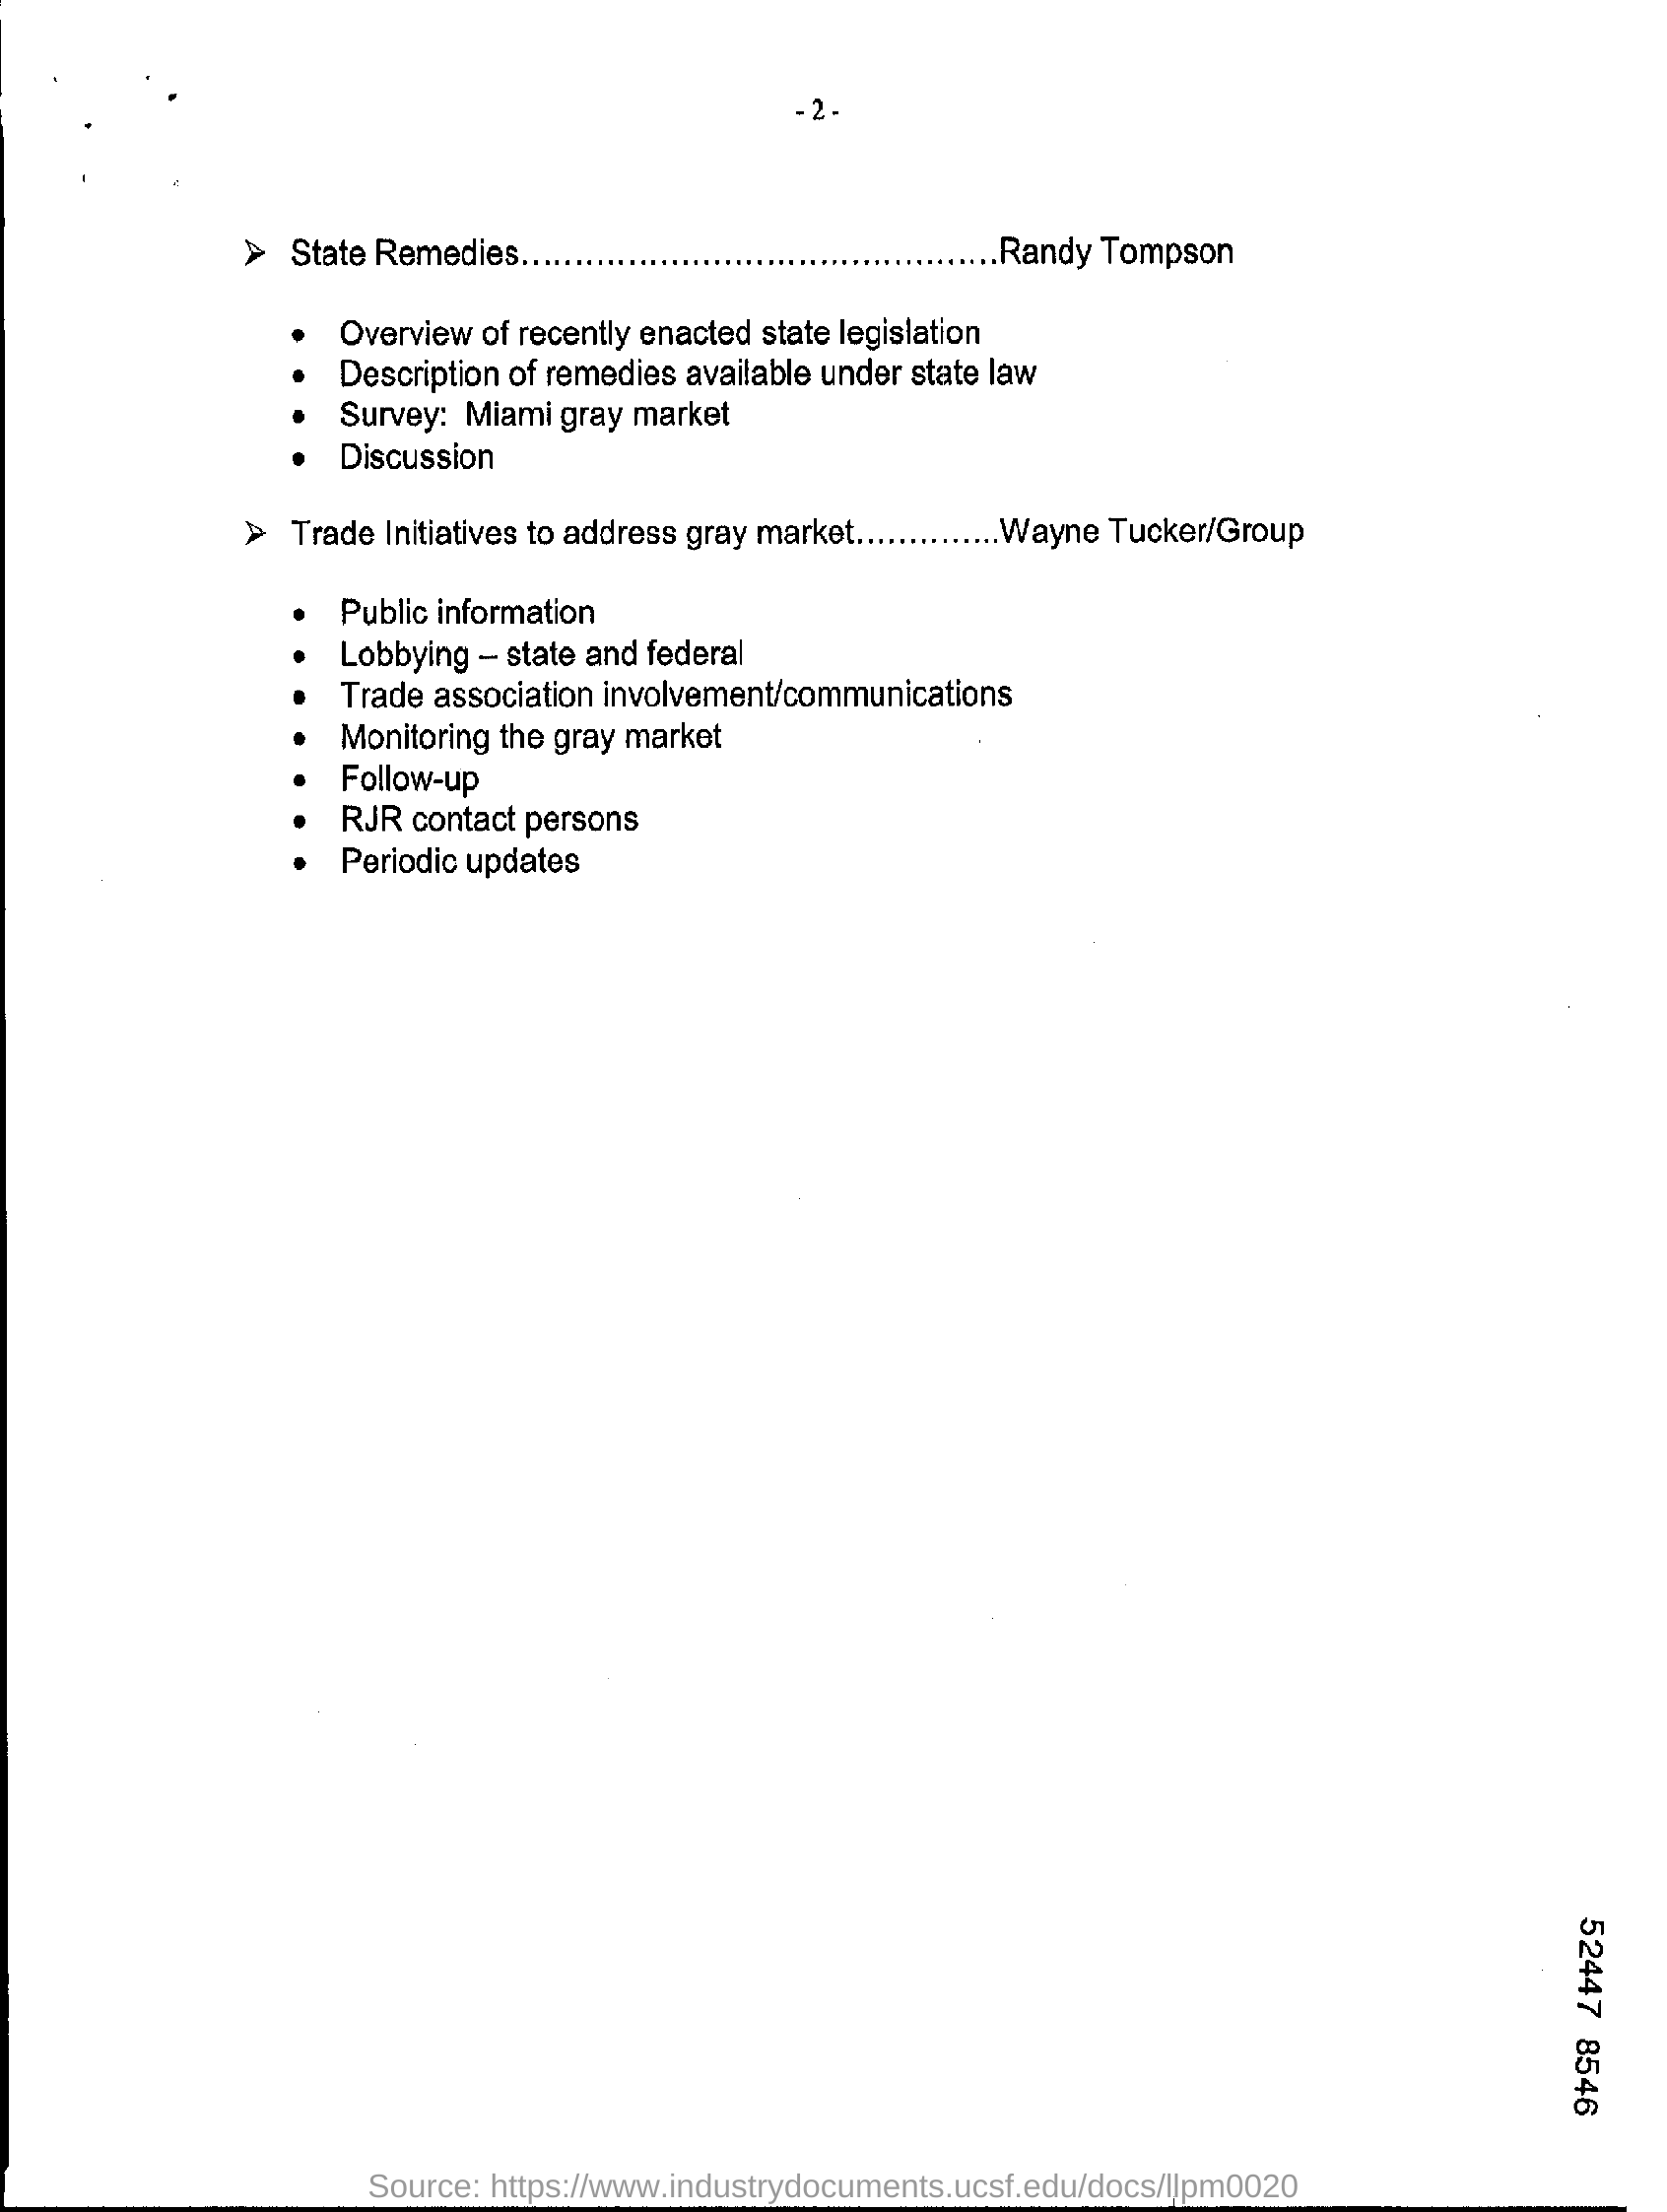 - 2 -
➢ State Remedies.............................................Randy Tompson
• Overview of recently enacted state legislation
• Description of remedies available under state law
• Survey: Miami gray market
• Discussion
➢ Trade Initiatives to address gray market..............Wayne Tucker/Group
• Public information
• Lobbying – state and federal
• Trade association involvement/communications
• Monitoring the gray market
• Follow-up
• RJR contact persons
• Periodic updates
52447 8546
Source: https://www.industrydocuments.ucsf.edu/docs/llpm0020